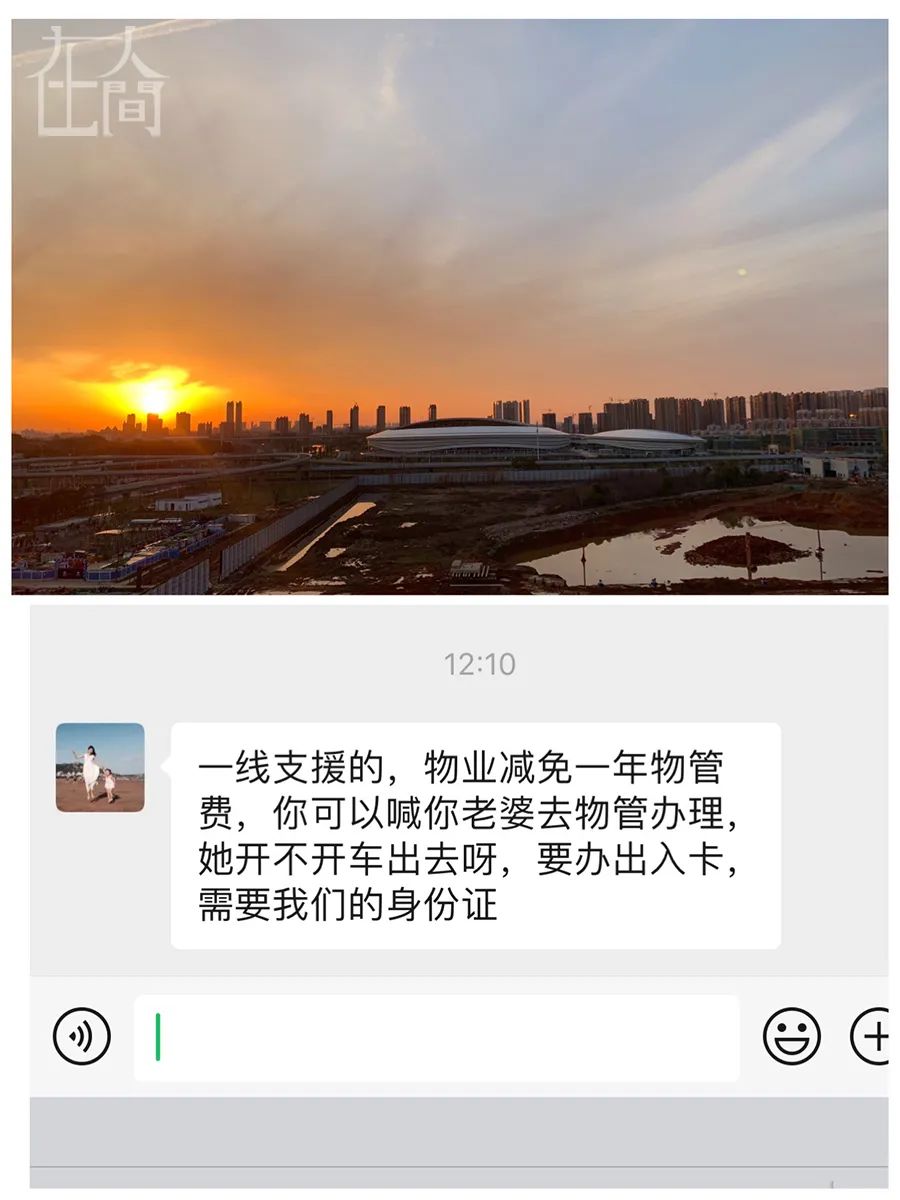 在人間
12:10
一线支援的，物业减免一年物管
费，你可以喊你老婆去物管办理，
她开不开车出去呀，要办出入卡，
需要我们的身份证